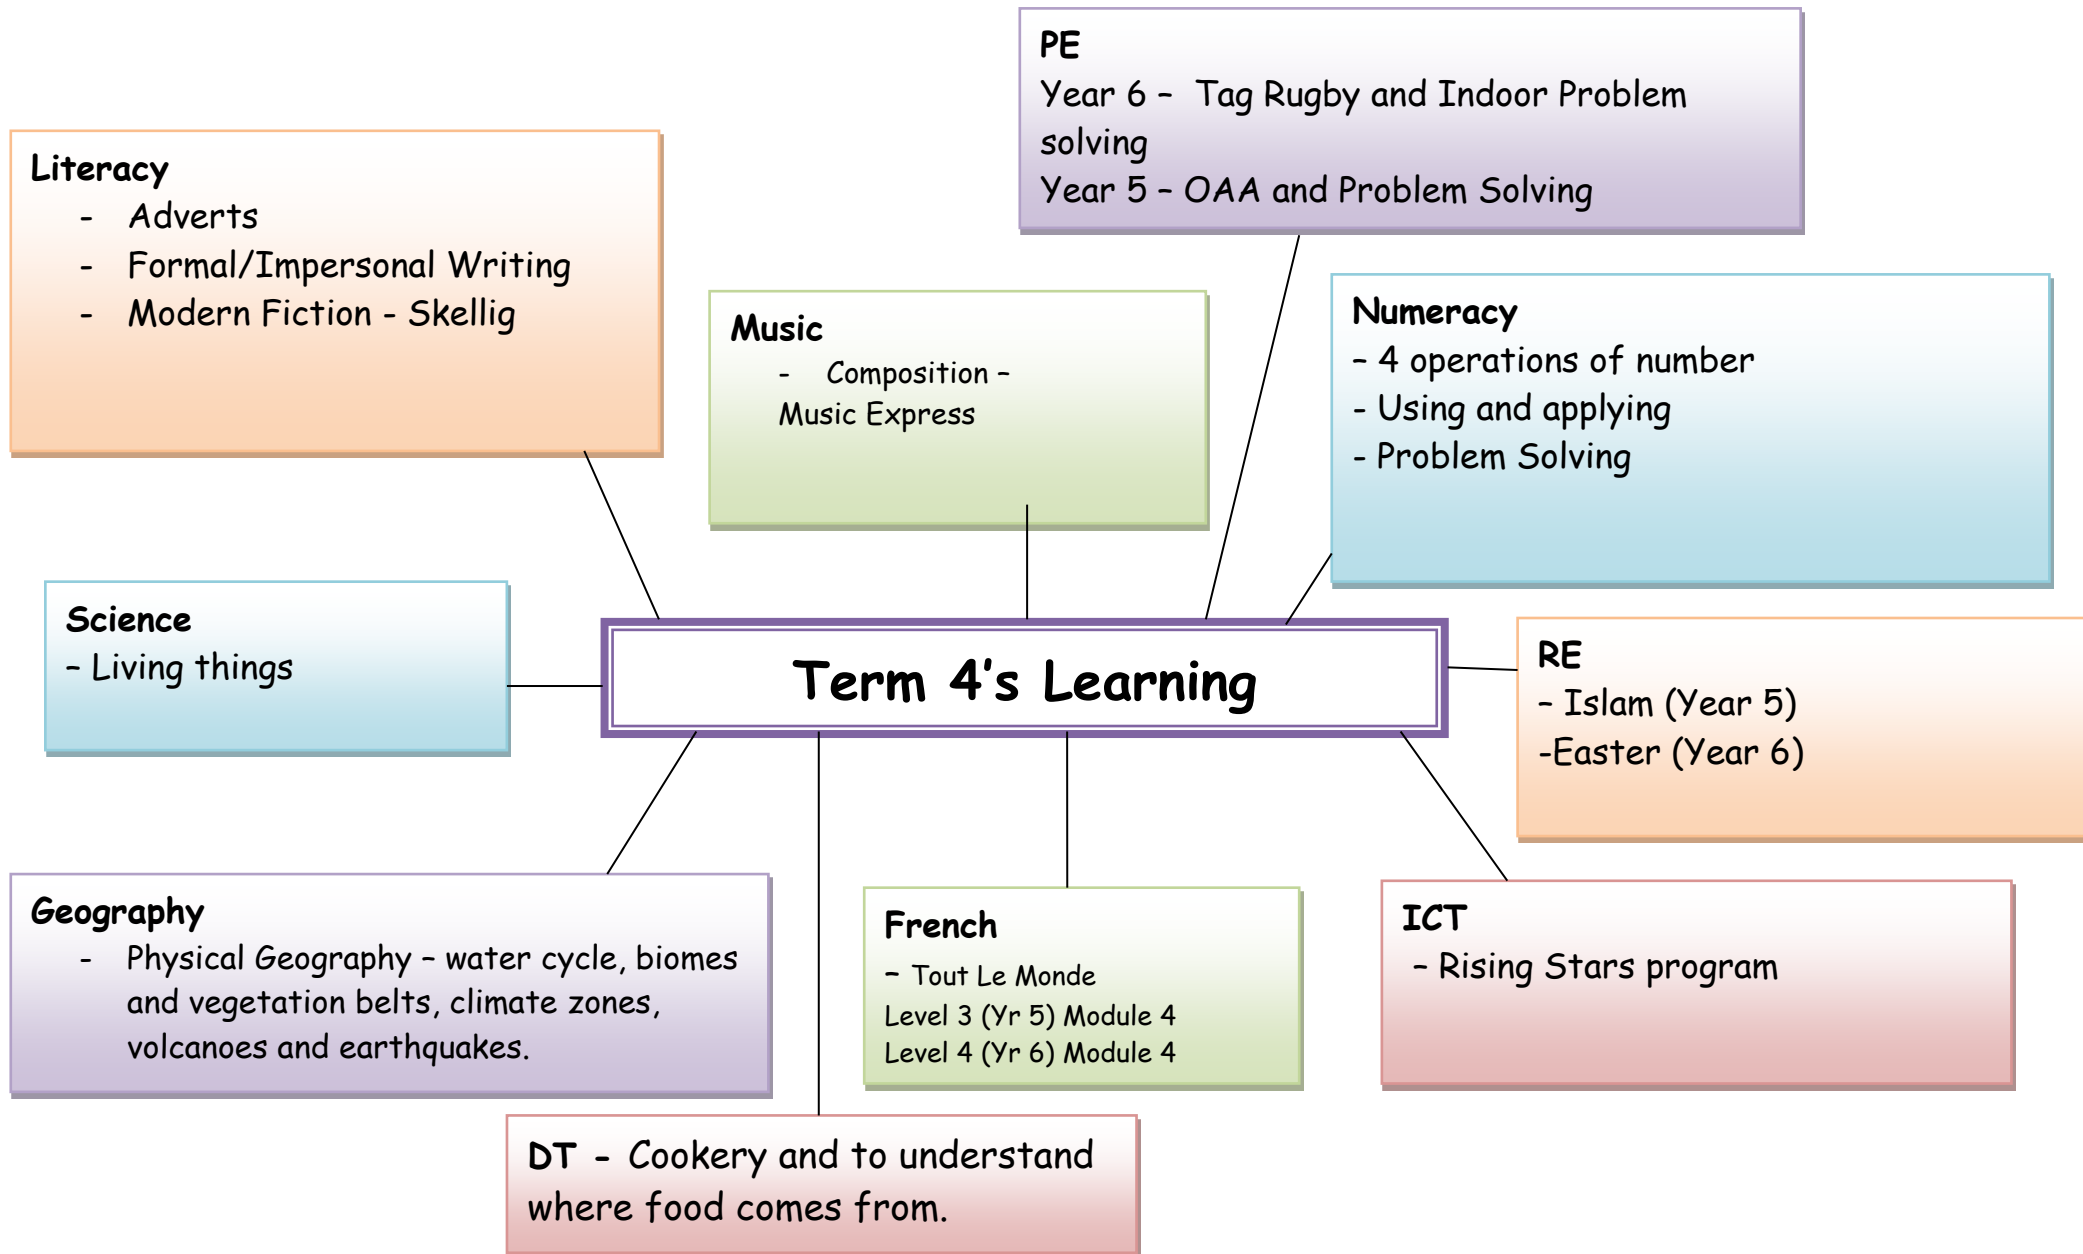 PE
Year 6 – Tag Rugby and Indoor Problem
solving
Year 5 – OAA and Problem Solving
Literacy
- Adverts
- Formal/Impersonal Writing
- Modern Fiction - Skellig
Music
- Composition –
Music Express
Numeracy
– 4 operations of number
- Using and applying
- Problem Solving
Science
– Living things
Term 4's Learning
RE
– Islam (Year 5)
-Easter (Year 6)
Geography
- Physical Geography – water cycle, biomes
and vegetation belts, climate zones,
volcanoes and earthquakes.
French
– Tout Le Monde
Level 3 (Yr 5) Module 4
Level 4 (Yr 6) Module 4
ICT
– Rising Stars program
DT - Cookery and to understand
where food comes from.